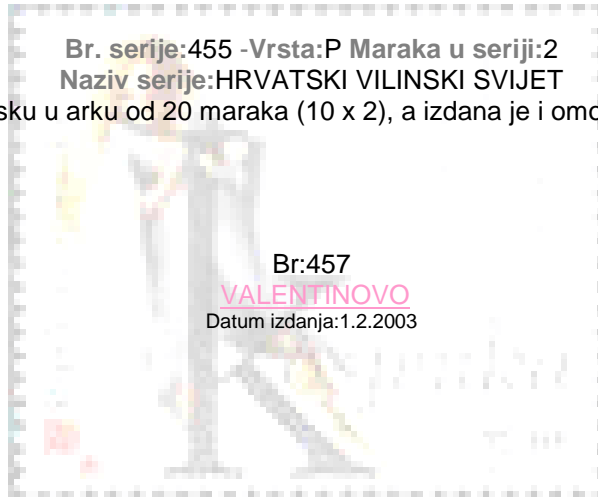 Br. serije:455 -Vrsta:P Maraka u seriji:2
Naziv serije:HRVATSKI VILINSKI SVIJET
sku u arku od 20 maraka (10 x 2), a izdana je i omo
Br:457
VALENTINOVO
Datum izdanja:1.2.2003